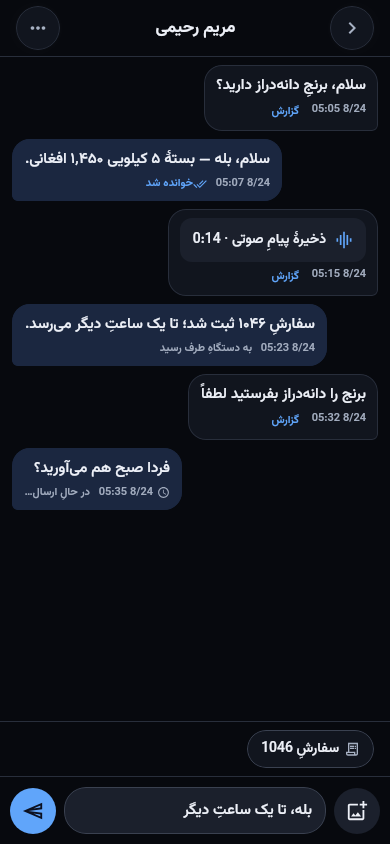 مریم رحیمی
سلام، برنجِ دانه‌دراز دارید؟
05:05 8/24 گزارش
سلام، بله — بستهٔ ۵ کیلویی ۱,۴۵۰ افغانی.
05:07 8/24 خوانده شد
ذخیرهٔ پیامِ صوتی · 0:14
05:15 8/24 گزارش
سفارشِ ۱۰۴۶ ثبت شد؛ تا یک ساعتِ دیگر می‌رسد.
05:23 8/24 به دستگاهِ طرف رسید
برنج را دانه‌دراز بفرستید لطفاً
05:32 8/24 گزارش
فردا صبح هم می‌آورید؟
05:35 8/24 در حالِ ارسال...
سفارشِ 1046
بله، تا یک ساعتِ دیگر